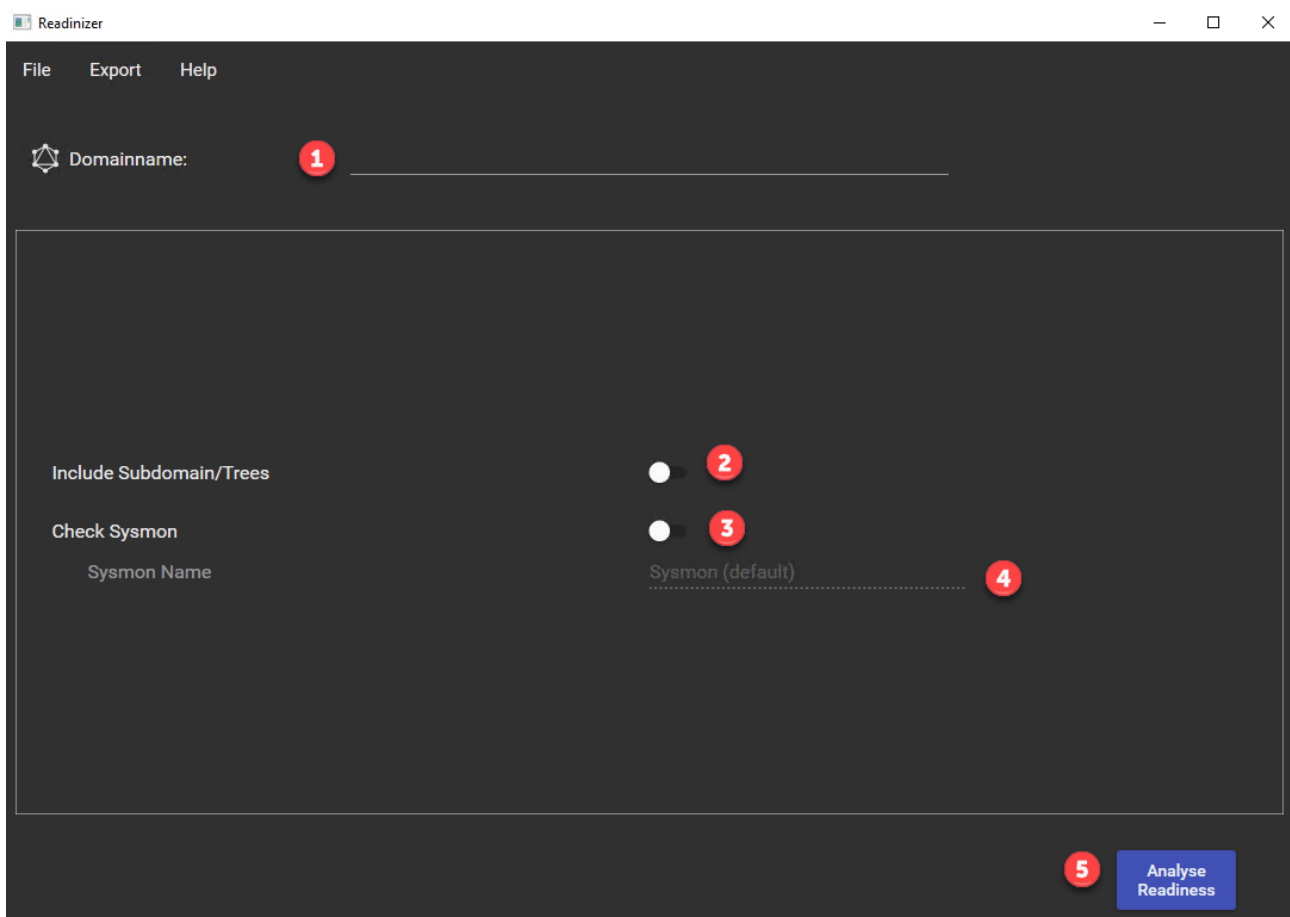 Readinizer
File Export Help
Domainname: 1
Include Subdomain/Trees 2
Check Sysmon 3
Sysmon Name Sysmon (default) 4
5 Analyse
Readiness